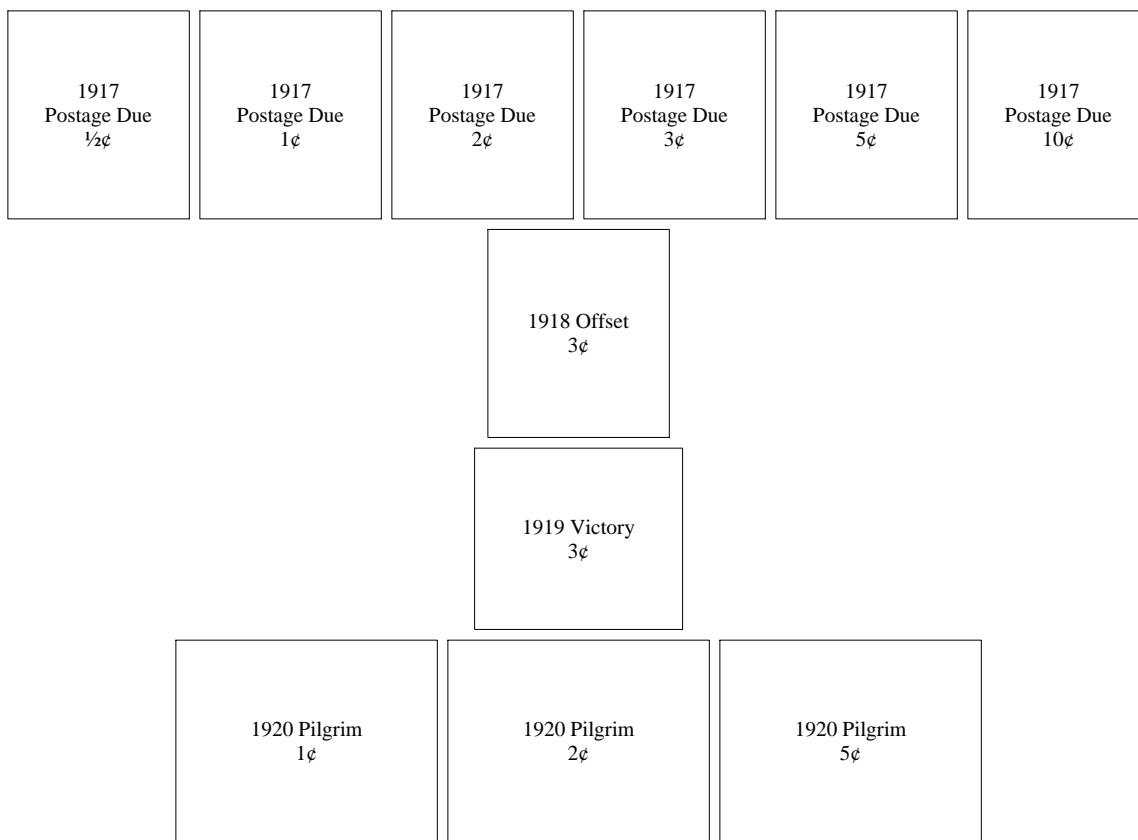 1917
Postage Due
½¢
1917
Postage Due
1¢
1917
Postage Due
2¢
1917
Postage Due
3¢
1917
Postage Due
5¢
1917
Postage Due
10¢
1918 Offset
3¢
1919 Victory
3¢
1920 Pilgrim
1¢
1920 Pilgrim
2¢
1920 Pilgrim
5¢